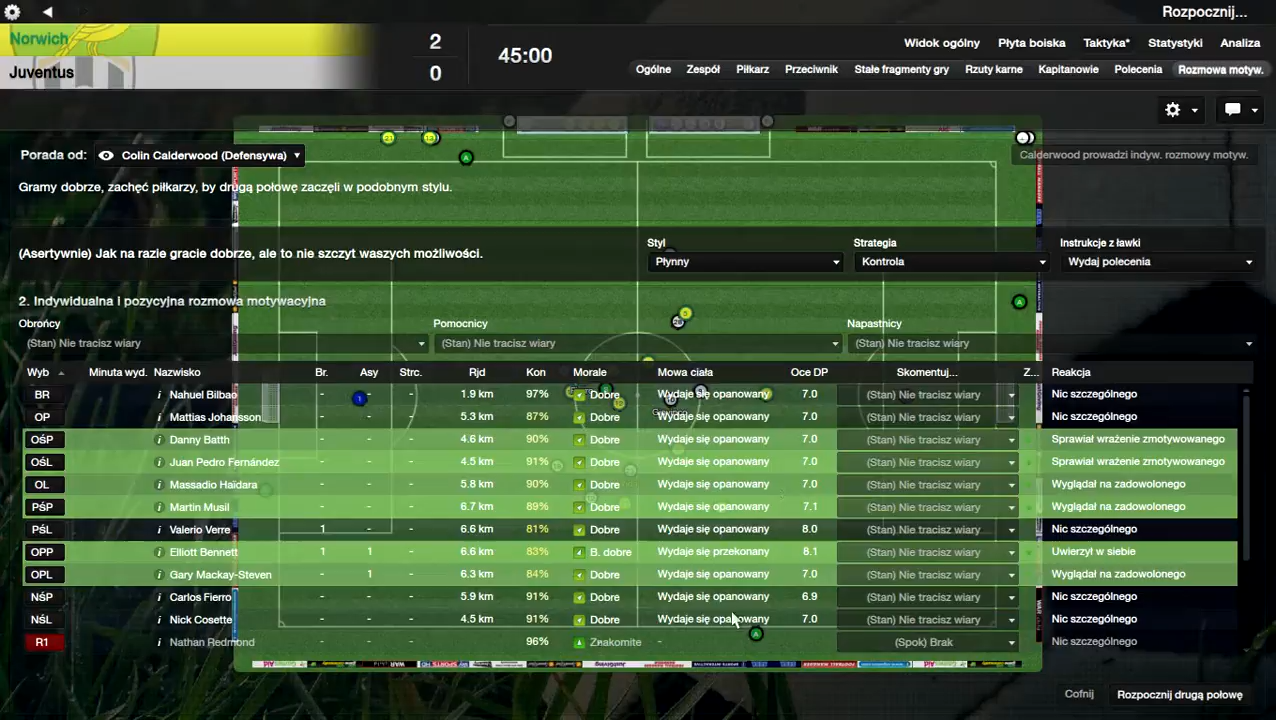 Rozpocznij...
Norwich 2 45:00
Juventus 0
Widok ogólny Płyta boiska Taktyka* Statystyki Analiza
Ogólne Zespół Piłkarz Przeciwnik Stałe fragmenty gry Rzuty karne Kapitanowie Polecenia Rozmowa motyw.
Porada od: Colin Calderwood (Defensywa) Calderwood prowadzi indyw. rozmowy motyw.
Gramy dobrze, zachęć piłkarzy, by drugą połowę zaczęli w podobnym stylu.
Styl Strategia Instrukcje z ławki
(Asertywnie) Jak na razie gracie dobrze, ale to nie szczyt waszych możliwości. Płynny Kontrola Wydaj polecenia
2. Indywidualna i pozycyjna rozmowa motywacyjna
Obrońcy Pomocnicy Napastnicy
(Stan) Nie tracisz wiary (Stan) Nie tracisz wiary (Stan) Nie tracisz wiary
Wyb Minuta wyd. Nazwisko Br. Asy Strc. Rjd Kon Morale Mowa ciała Oce DP Skomentuj... Z... Reakcja
BR i Nahuel Bilbao - - - 1.9 km 97% Dobre Wydaje się opanowany 7.0 (Stan) Nie tracisz wiary Nic szczególnego
OP i Mattias Johansson - - - 5.3 km 87% Dobre Wydaje się opanowany 7.0 (Stan) Nie tracisz wiary Nic szczególnego
OŚP i Danny Batth - - - 4.6 km 90% Dobre Wydaje się opanowany 7.0 (Stan) Nie tracisz wiary Sprawiał wrażenie zmotywowanego
OŚL i Juan Pedro Fernández - - - 4.5 km 91% Dobre Wydaje się opanowany 7.0 (Stan) Nie tracisz wiary Sprawiał wrażenie zmotywowanego
OL i Massadio Haïdara - - - 5.8 km 90% Dobre Wydaje się opanowany 7.0 (Stan) Nie tracisz wiary Wyglądał na zadowolonego
PŚP i Martin Musil - - - 6.7 km 89% Dobre Wydaje się opanowany 7.1 (Stan) Nie tracisz wiary Wyglądał na zadowolonego
PŚL i Valerio Verre 1 - - 6.6 km 81% Dobre Wydaje się opanowany 8.0 (Stan) Nie tracisz wiary Nic szczególnego
OPP i Elliott Bennett 1 1 - 6.6 km 83% B. dobre Wydaje się przekonany 8.1 (Stan) Nie tracisz wiary Uwierzył w siebie
OPL i Gary Mackay-Steven - 1 - 6.3 km 84% Dobre Wydaje się opanowany 7.0 (Stan) Nie tracisz wiary Wyglądał na zadowolonego
NŚP i Carlos Fierro - - - 5.9 km 91% Dobre Wydaje się opanowany 6.9 (Stan) Nie tracisz wiary Nic szczególnego
NŚL i Nick Cosette - - - 4.5 km 91% Dobre Wydaje się opanowany 7.0 (Stan) Nie tracisz wiary Nic szczególnego
R1 i Nathan Redmond 96% Znakomite - (Spok) Brak Nic szczególnego
Cofnij Rozpocznij drugą połowę